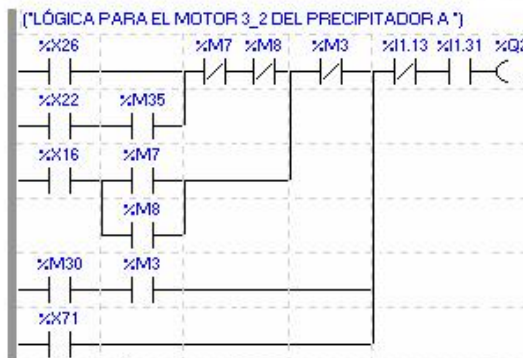 (*LÓGICA PARA EL MOTOR 3_2 DEL PRECIPITADOR A *)
%X26 %M7 %M8 %M3 %I1.13 %I1.31
%X22 %M35
%X16 %M7
%M8
%M30 %M3
%X71